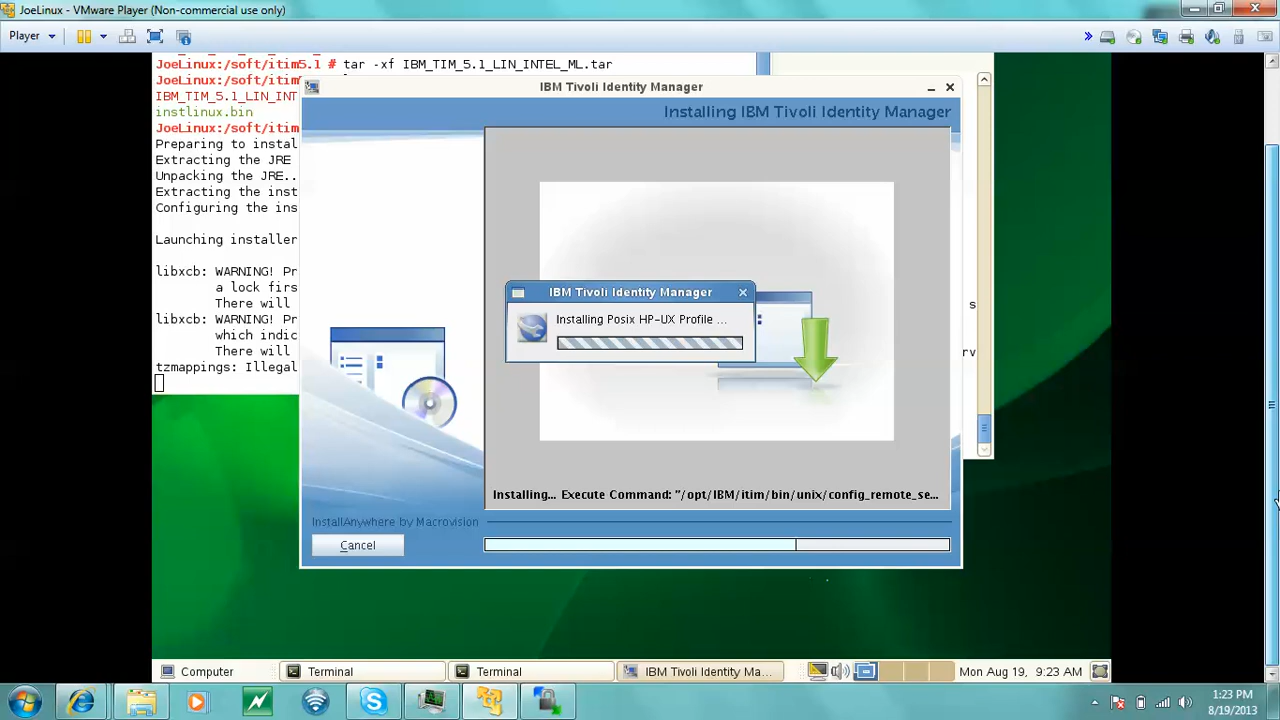 JoeLinux - VMware Player (Non-commercial use only)
Player
JoeLinux:/soft/itim5.1 # tar -xf IBM_TIM_5.1_LIN_INTEL_ML.tar
JoeLinux:/soft/itim
IBM_TIM_5.1_LIN_INT
instlinux.bin
JoeLinux:/soft/itim
Preparing to instal
Extracting the JRE
Unpacking the JRE..
Extracting the inst
Configuring the ins
Launching installer
libxcb: WARNING! Pr
a lock firs
There will
s
libxcb: WARNING! Pr
which indic
There will
rv
tzmappings: Illegal
IBM Tivoli Identity Manager
Installing IBM Tivoli Identity Manager
IBM Tivoli Identity Manager
Installing Posix HP-UX Profile ...
Installing... Execute Command: "/opt/IBM/itim/bin/unix/config_remote_se...
InstallAnywhere by Macrovision
Cancel
Computer
Terminal
Terminal
IBM Tivoli Identity Ma...
Mon Aug 19, 9:23 AM
1:23 PM
8/19/2013